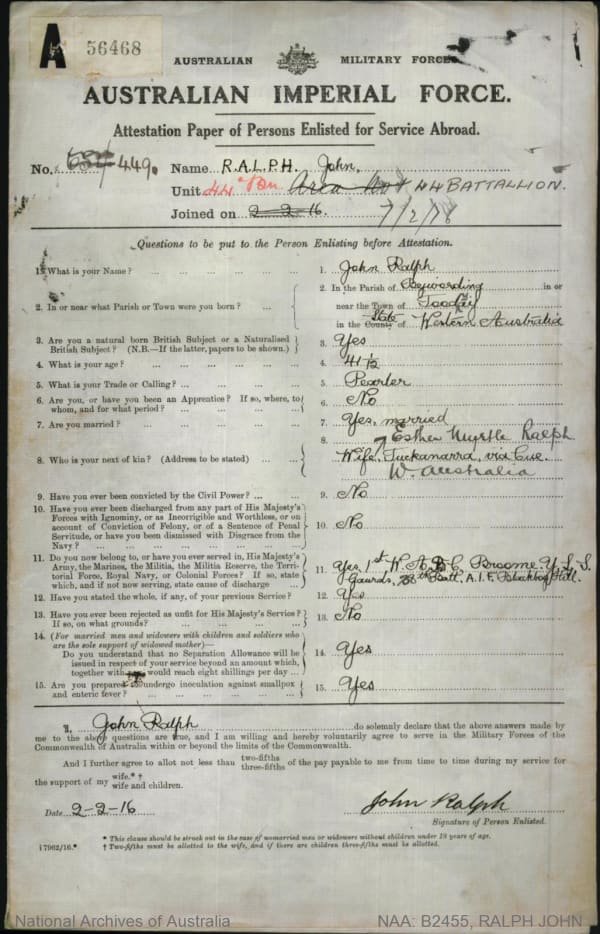 A 56468
AUSTRALIAN MILITARY FORCES.
AUSTRALIAN IMPERIAL FORCE.
Attestation Paper of Persons Enlisted for Service Abroad.
No. 449. Name RALPH. John.
Unit 44 Bn 44 BATTALLION.
Joined on 2-2-16. 7/2/16
Questions to be put to the Person Enlisting before Attestation.
1. What is your Name? ... ... ... ... 1. John Ralph
2. In or near what Parish or Town were you born? ... 2. In the Parish of Bejoording in or
near the Town of Toodyay
in the County of State Western Australia
3. Are you a natural born British Subject or a Naturalised British Subject? (N.B.—If the latter, papers to be shown.) 3. Yes
4. What is your age? ... ... ... ... 4. 41 1/12
5. What is your Trade or Calling? ... ... ... 5. Pearler
6. Are you, or have you been an Apprentice? If so, where, to whom, and for what period? ... ... ... 6. No
7. Are you married? ... ... ... ... 7. Yes, married
8. Who is your next of kin? (Address to be stated) ... 8. Esther Myrtle Ralph
Wife, Tuckanarra, via Cue.
W. Australia
9. Have you ever been convicted by the Civil Power? ... 9. No
10. Have you ever been discharged from any part of His Majesty's Forces with Ignominy, or as Incorrigible and Worthless, or on account of Conviction of Felony, or of a Sentence of Penal Servitude, or have you been dismissed with Disgrace from the Navy? ... ... ... ... 10. No
11. Do you now belong to, or have you ever served in, His Majesty's Army, the Marines, the Militia, the Militia Reserve, the Territorial Force, Royal Navy, or Colonial Forces? If so, state which, and if not now serving, state cause of discharge ... 11. Yes, 1st W.A.
Broome
Gaurds, Batt, A.I.F. Blackboy Hill.
12. Have you stated the whole, if any, of your previous Service? 12. Yes
13. Have you ever been rejected as unfit for His Majesty's Service? If so, on what grounds? ... ... ... 13. No
14. (For married men and widowers with children and soldiers who are the sole support of widowed mother)—
Do you understand that no Separation Allowance will be issued in respect of your service beyond an amount which, together with pay would reach eight shillings per day ... 14. Yes
15. Are you prepared to undergo inoculation against smallpox and enteric fever? ... ... ... ... 15. Yes
I, John Ralph do solemnly declare that the above answers made by
me to the above questions are true, and I am willing and hereby voluntarily agree to serve in the Military Forces of the
Commonwealth of Australia within or beyond the limits of the Commonwealth.
And I further agree to allot not less than two-fifths three-fifths of the pay payable to me from time to time during my service for
the support of my wife.* † wife and children.
Date 2-2-16 John Ralph
Signature of Person Enlisted.
* This clause should be struck out in the case of unmarried men or widowers without children under 18 years of age.
† Two-fifths must be allotted to the wife, and if there are children three-fifths must be allotted.
17962/16.*
National Archives of Australia NAA: B2455, RALPH JOHN